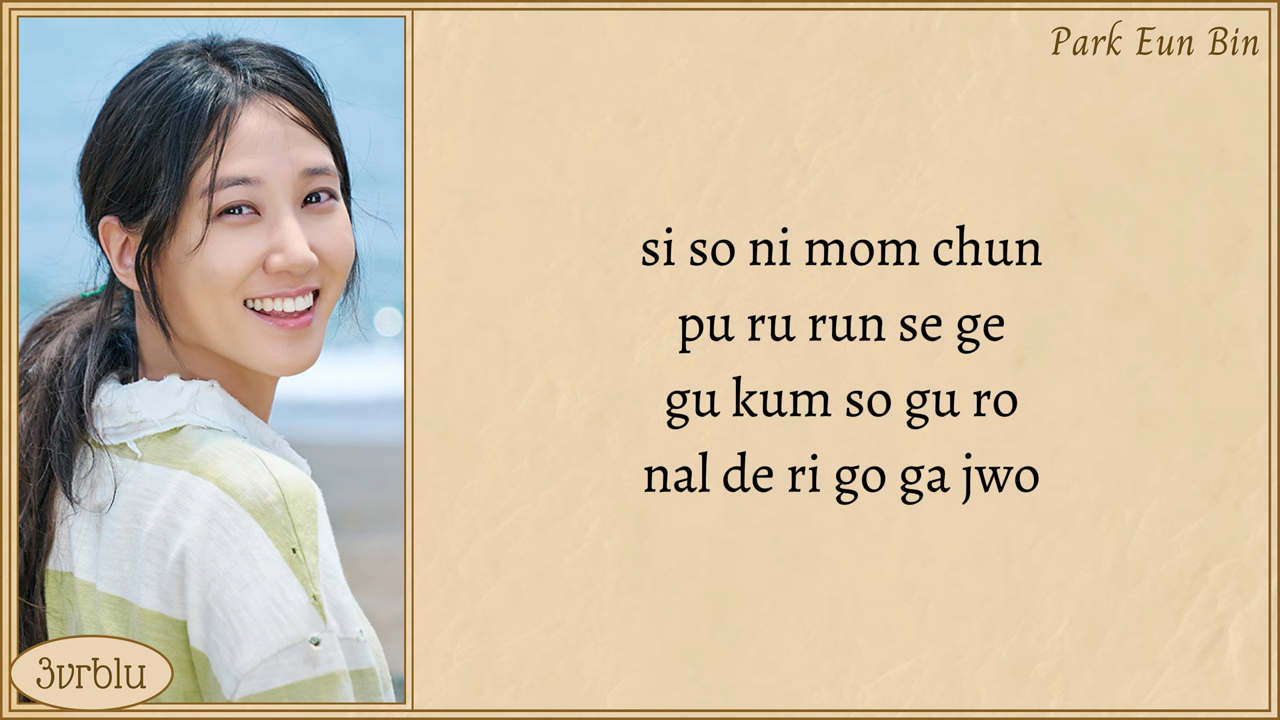 Park Eun Bin
si so ni mom chun
pu ru run se ge
gu kum so gu ro
nal de ri go ga jwo
3vrblu